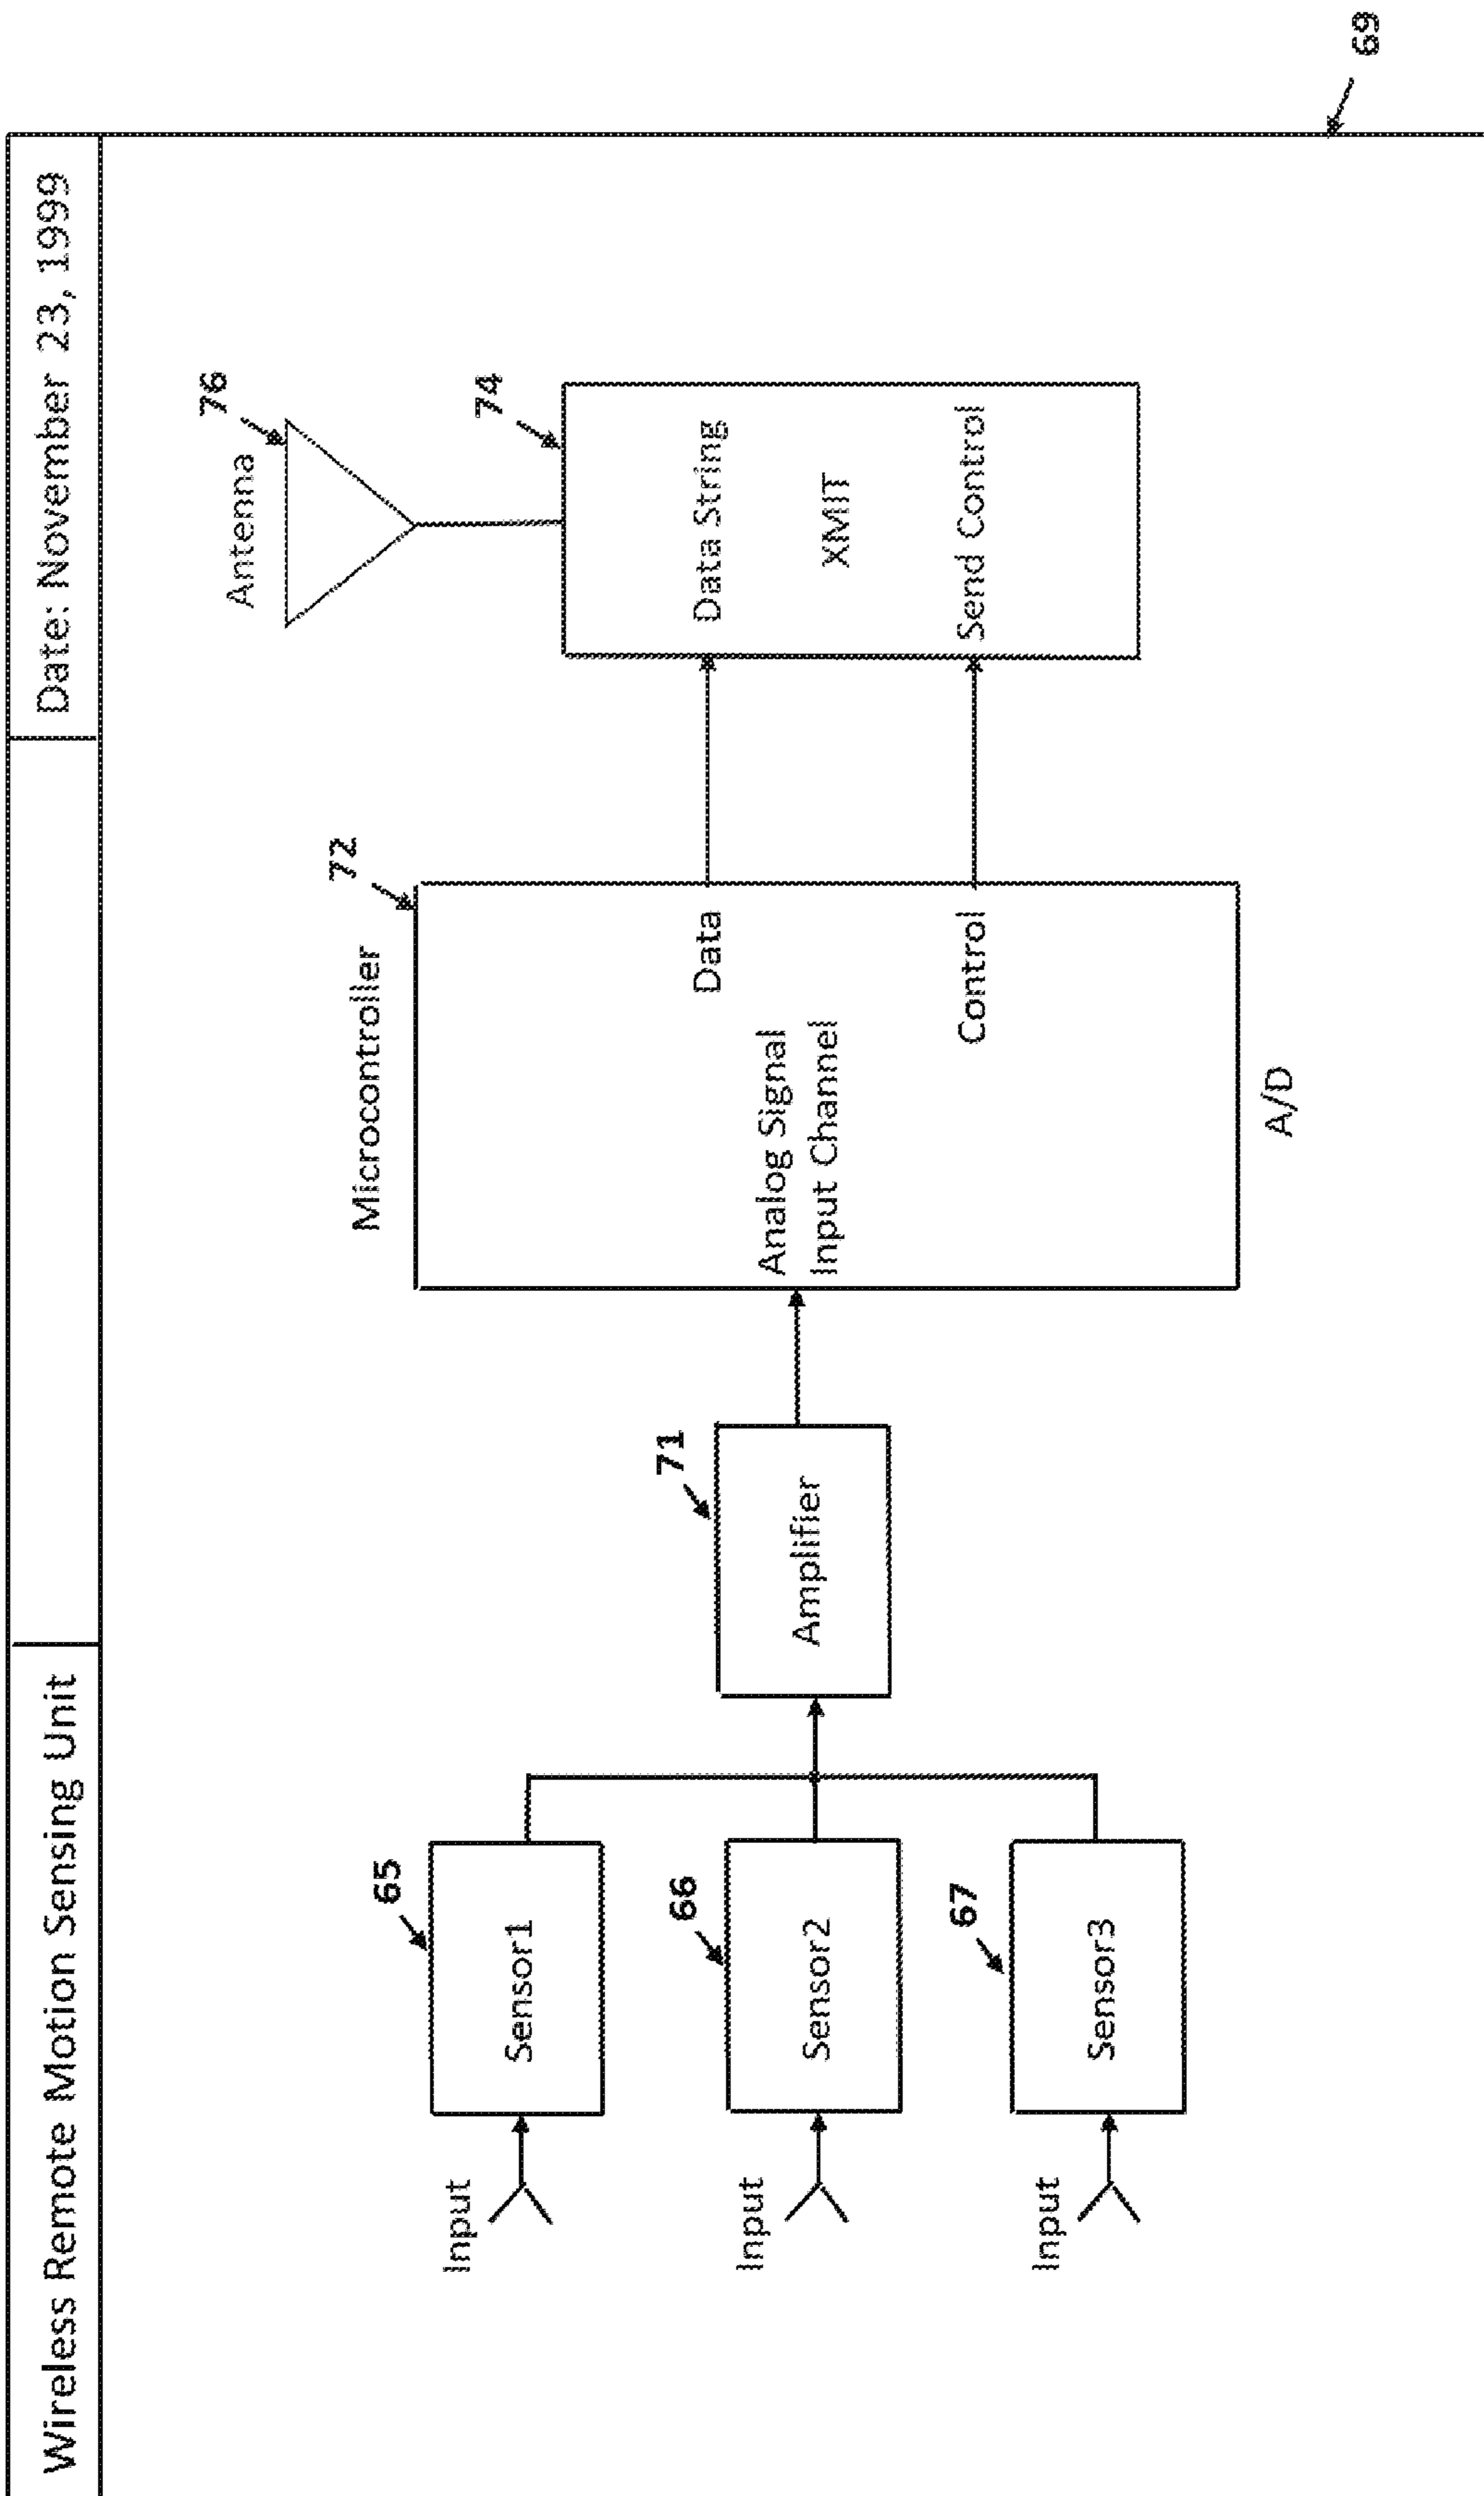 Wireless Remote Motion Sensing Unit
Date: November 23, 1999
69
Input
65
Sensor1
Input
66
Sensor2
Input
67
Sensor3
71
Amplifier
Microcontroller
72
Analog Signal
Input Channel
Data
Control
A/D
Antenna
76
74
Data String
XMIT
Send Control